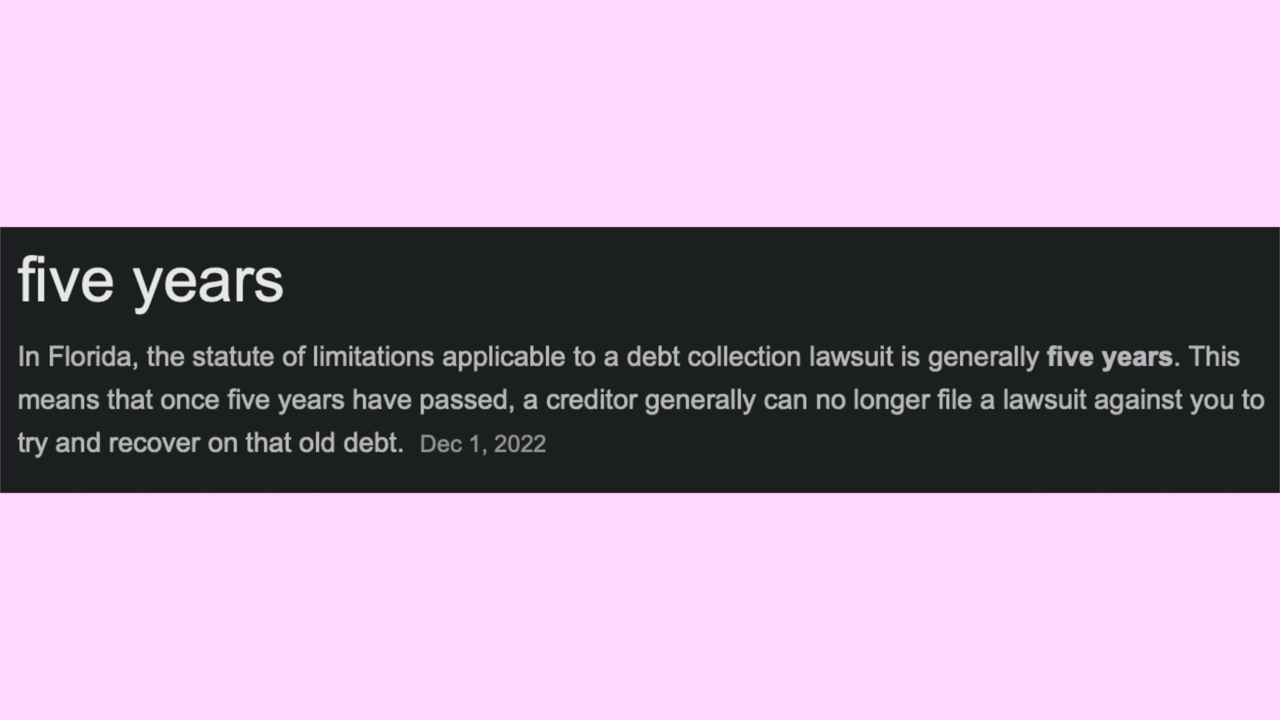 five years
In Florida, the statute of limitations applicable to a debt collection lawsuit is generally five years. This
means that once five years have passed, a creditor generally can no longer file a lawsuit against you to
try and recover on that old debt. Dec 1, 2022